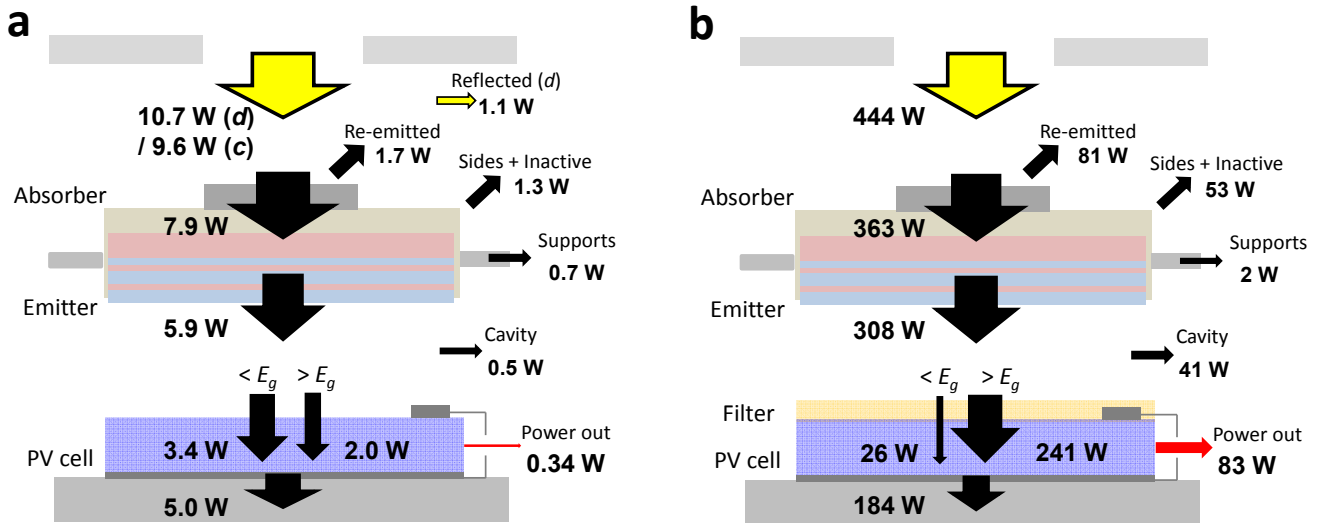 a
10.7 W (d)
/ 9.6 W (c)
Reflected (d)
1.1 W
Re-emitted
1.7 W
Sides + Inactive
1.3 W
Absorber
7.9 W
Supports
0.7 W
Emitter
5.9 W
Cavity
0.5 W
< Eg
> Eg
3.4 W
2.0 W
PV cell
Power out
0.34 W
5.0 W
b
444 W
Re-emitted
81 W
Sides + Inactive
53 W
Absorber
363 W
Supports
2 W
Emitter
308 W
Cavity
41 W
< Eg
> Eg
Filter
26 W
241 W
PV cell
Power out
83 W
184 W